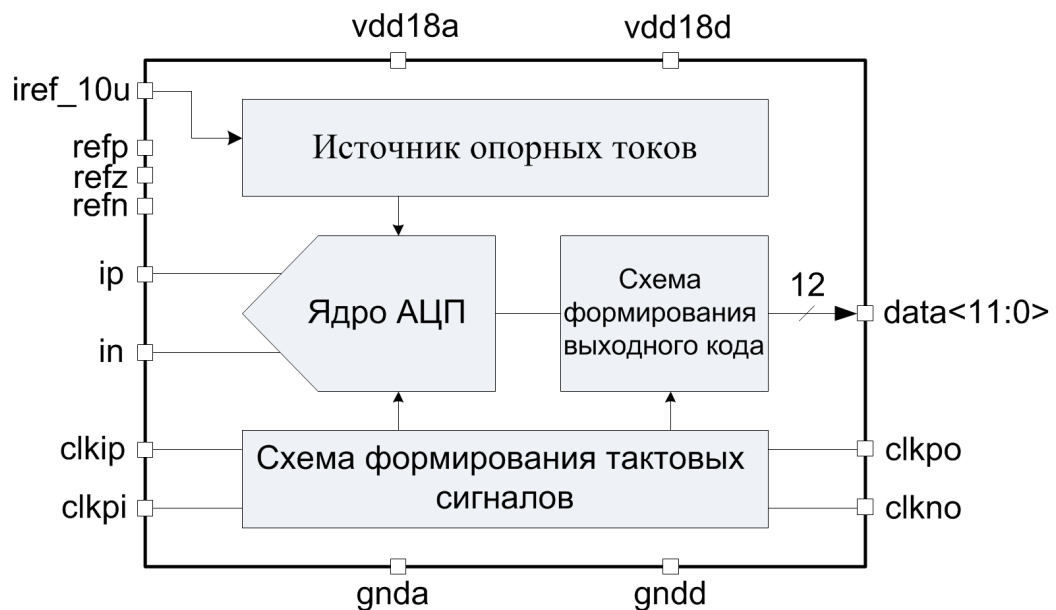 vdd18a
vdd18d
iref_10u
Источник опорных токов
refp
refz
refn
ip
in
Ядро АЦП
Схема
формирования
выходного кода
12
data<11:0>
clkip
clkpi
Схема формирования тактовых
сигналов
clkpo
clkno
gnda
gndd